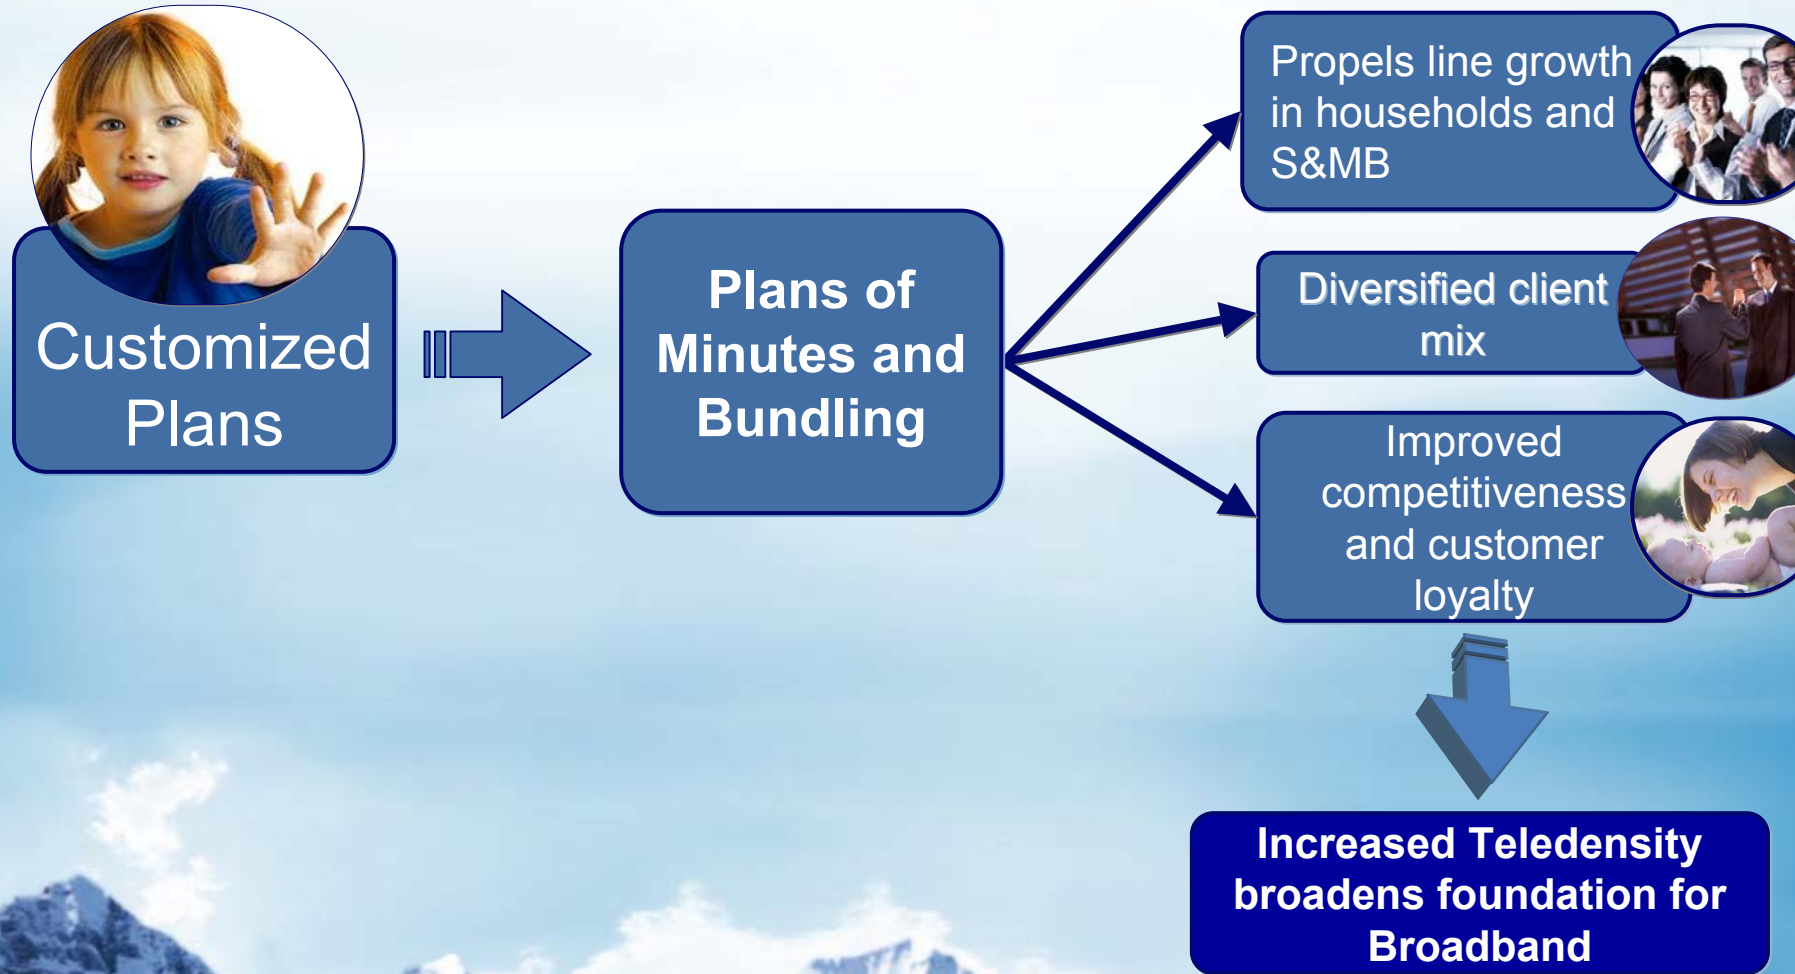 Customized
Plans
Plans of
Minutes and
Bundling
Propels line growth
in households and
S&MB
Diversified client
mix
Improved
competitiveness
and customer
loyalty
Increased Teledensity
broadens foundation for
Broadband